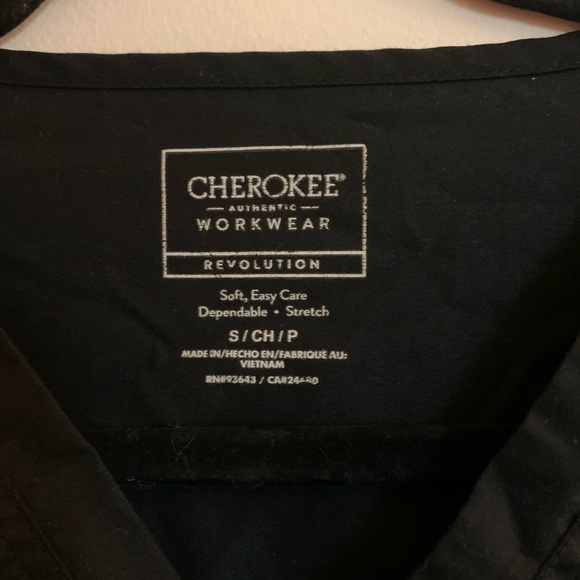 CHEROKEE®
AUTHENTIC
WORKWEAR
REVOLUTION
Soft, Easy Care
Dependable • Stretch
S / CH / P
MADE IN/HECHO EN/FABRIQUÉ AU:
VIETNAM
RN#93643 /